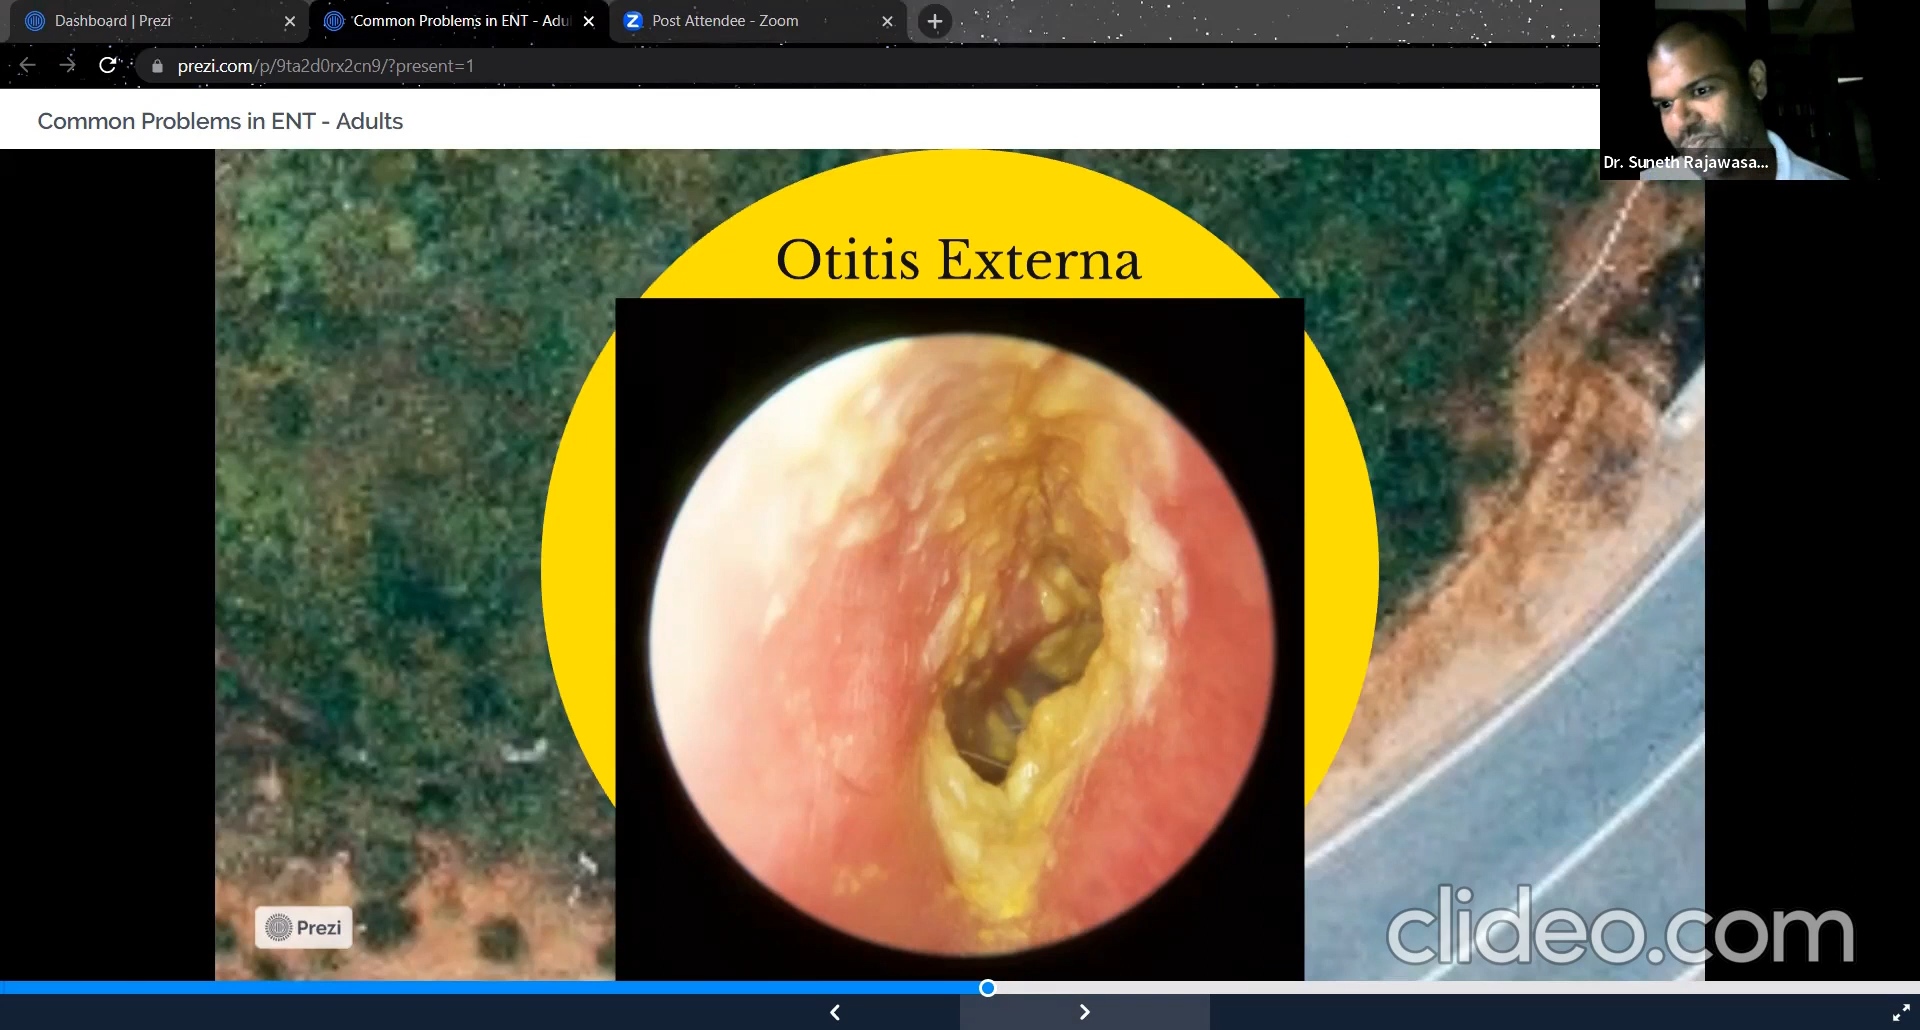 Dashboard | Prezi
Common Problems in ENT - Adul
Post Attendee - Zoom
prezi.com/p/9ta2d0rx2cn9/?present=1
Common Problems in ENT - Adults
Dr. Suneth Rajawasa...
Otitis Externa
Prezi
clideo.com